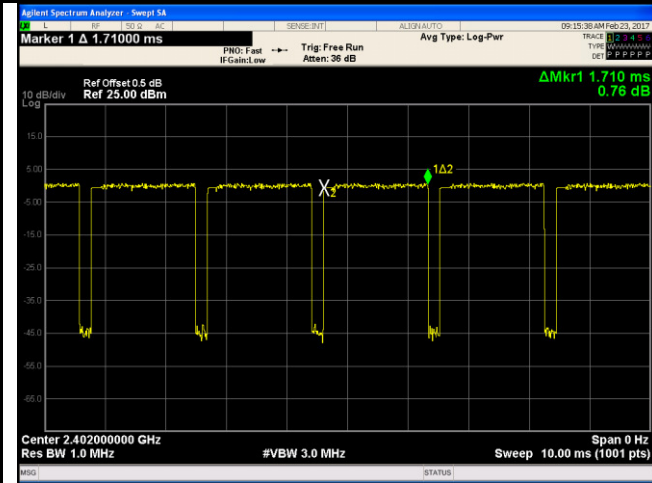 Agilent Spectrum Analyzer - Swept SA
L RF 50 Ω AC SENSE:INT ALIGN AUTO 09:15:38 AM Feb 23, 2017
Marker 1 Δ 1.71000 ms
PNO: Fast Trig: Free Run
IFGain:Low Atten: 36 dB
Avg Type: Log-Pwr
TRACE 1 2 3 4 5 6
TYPE WWWWWW
DET P P P P P P
ΔMkr1 1.710 ms
0.76 dB
Ref Offset 0.5 dB
10 dB/div Ref 25.00 dBm
Log
15.0
5.00
1Δ2
X2
-5.00
-15.0
-25.0
-35.0
-45.0
-55.0
-65.0
Center 2.402000000 GHz Span 0 Hz
Res BW 1.0 MHz #VBW 3.0 MHz Sweep 10.00 ms (1001 pts)
MSG STATUS